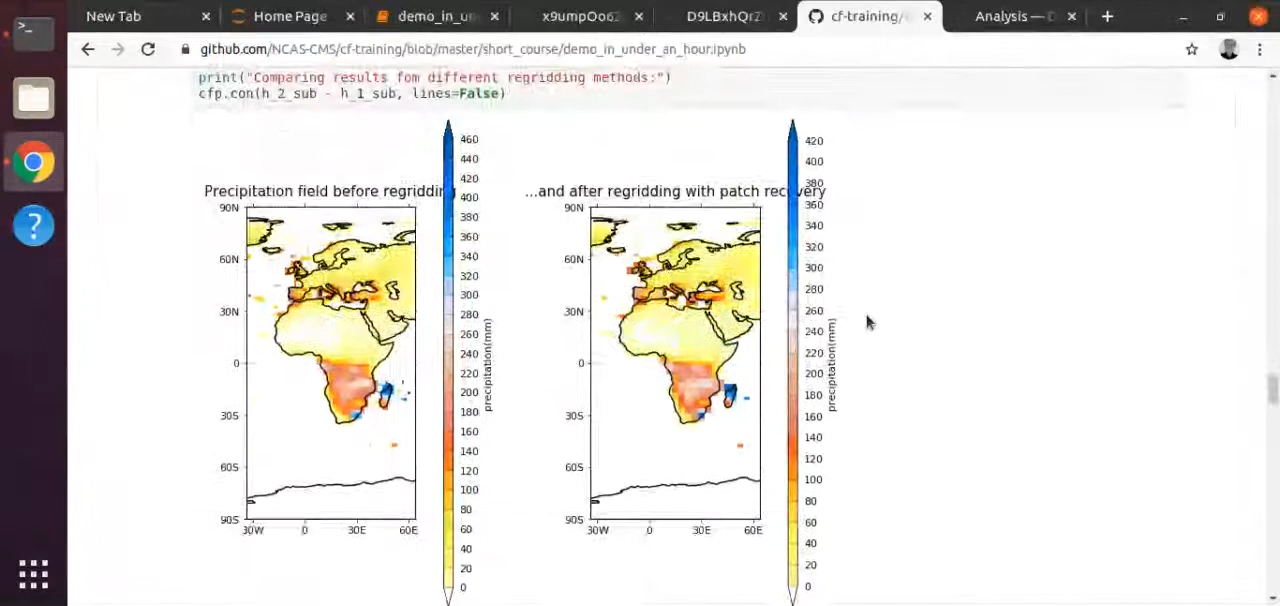 New Tab
Home Page
demo_in_un
x9umpOo6
D9LBxhQrZ
cf-training/
Analysis —
github.com/NCAS-CMS/cf-training/blob/master/short_course/demo_in_under_an_hour.ipynb
print("Comparing results fom different regridding methods:")
cfp.con(h_2_sub - h_1_sub, lines=False)
Precipitation field before regridding
...and after regridding with patch recovery
90N
60N
30N
0
30S
60S
90S
30W 0 30E 60E
460
440
420
400
380
360
340
320
300
280
260
240
220
200
180
160
140
120
100
80
60
40
20
0
precipitation(mm)
90N
60N
30N
0
30S
60S
90S
30W 0 30E 60E
420
400
380
360
340
320
300
280
260
240
220
200
180
160
140
120
100
80
60
40
20
0
precipitation(mm)